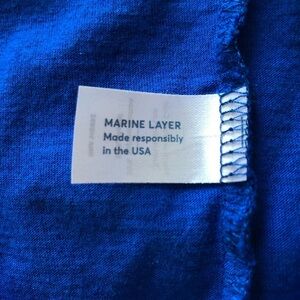 MARINE LAYER
Made responsibly
in the USA